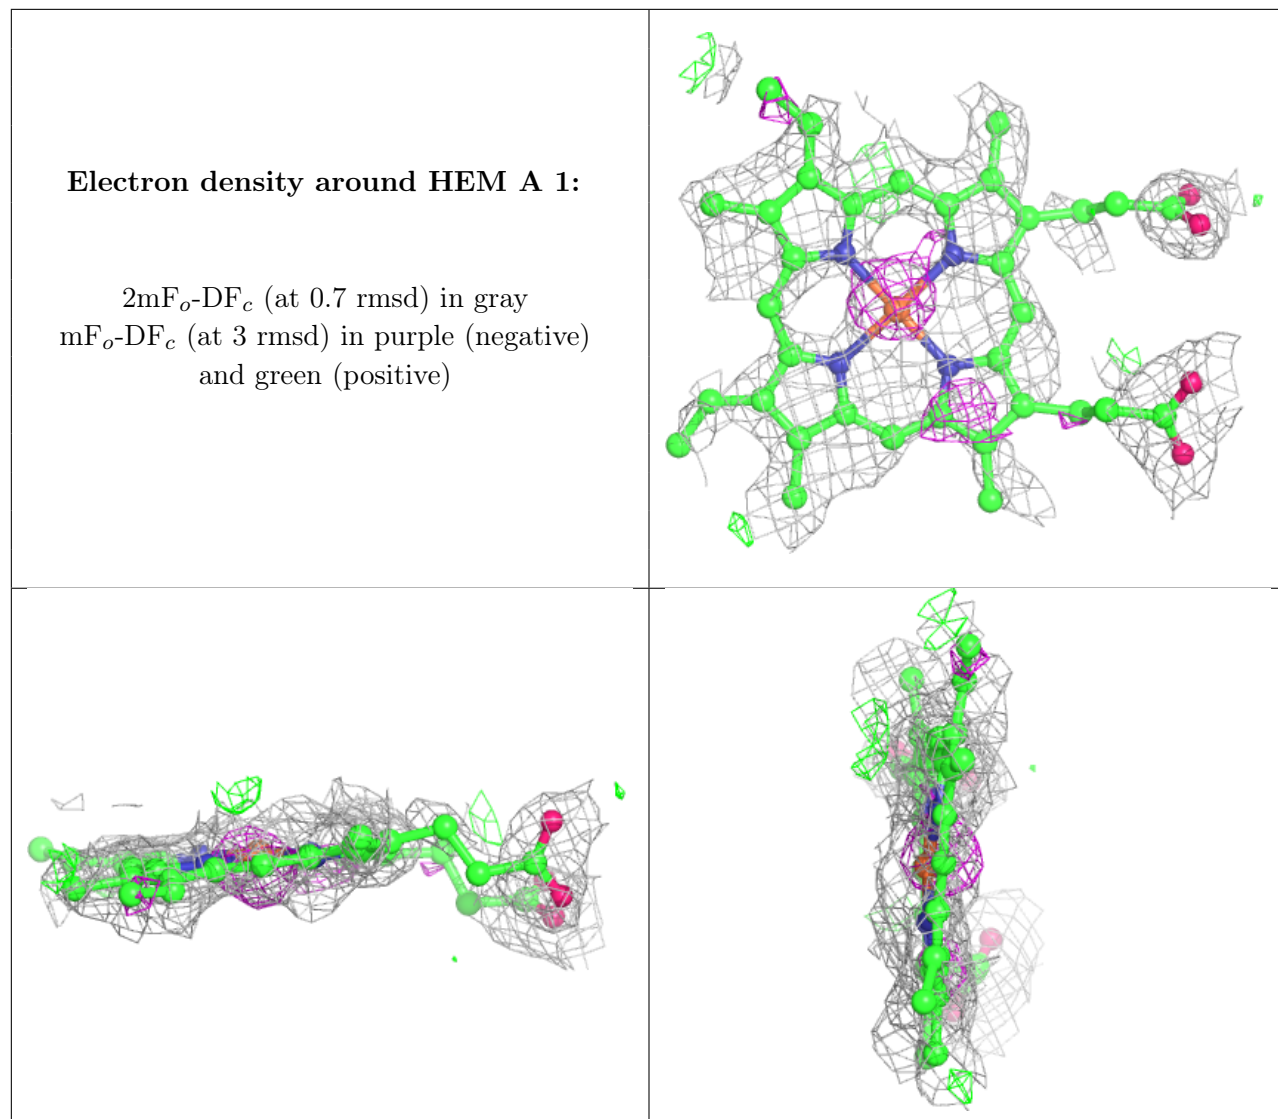 Electron density around HEM A 1:
2mFo-DFc (at 0.7 rmsd) in gray
mFo-DFc (at 3 rmsd) in purple (negative)
and green (positive)